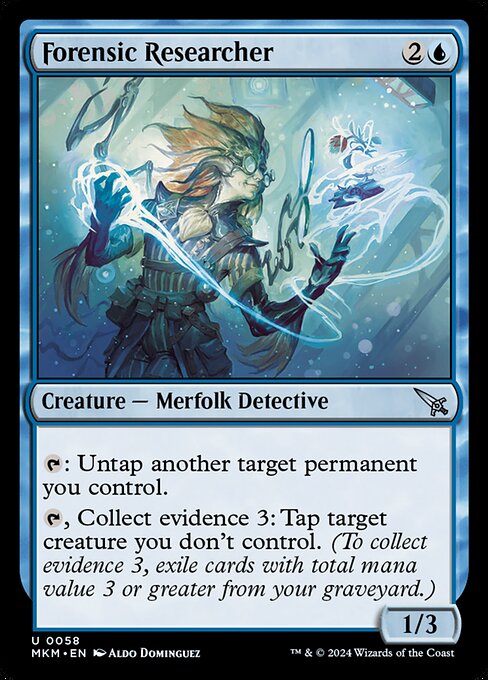 Forensic Researcher 2
Creature — Merfolk Detective
: Untap another target permanent
you control.
, Collect evidence 3: Tap target
creature you don't control. (To collect
evidence 3, exile cards with total mana
value 3 or greater from your graveyard.)
1/3
U 0058
MKM • EN Aldo Dominguez
™ & © 2024 Wizards of the Coast